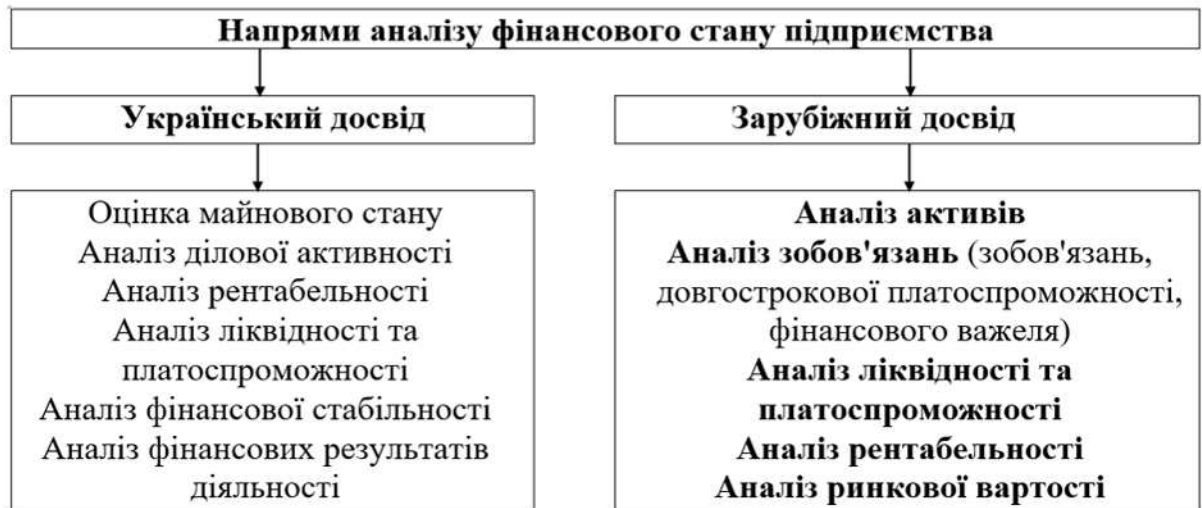 Напрями аналізу фінансового стану підприємства
Український досвід
Зарубіжний досвід
Оцінка майнового стану
Аналіз ділової активності
Аналіз рентабельності
Аналіз ліквідності та
платоспроможності
Аналіз фінансової стабільності
Аналіз фінансових результатів
діяльності
Аналіз активів
Аналіз зобов'язань (зобов'язань,
довгострокової платоспроможності,
фінансового важеля)
Аналіз ліквідності та
платоспроможності
Аналіз рентабельності
Аналіз ринкової вартості